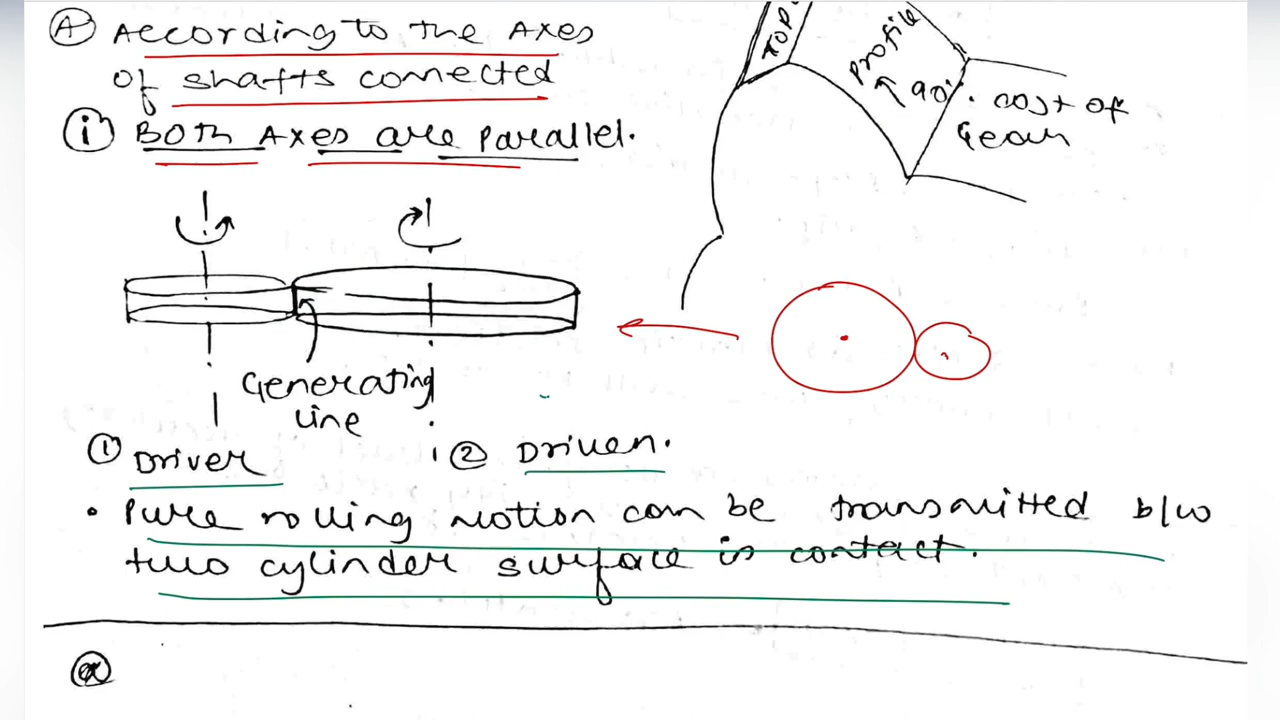 Ⓐ According to the Axes
of shafts connected
ⓘ Both Axes are Parallel.
TOP
Profile
90°. cost of
Gear
Generating
Line
① Driver
② Driven.
• Pure rolling motion can be transmitted b/w
two cylinder surface in contact.
ⓐ